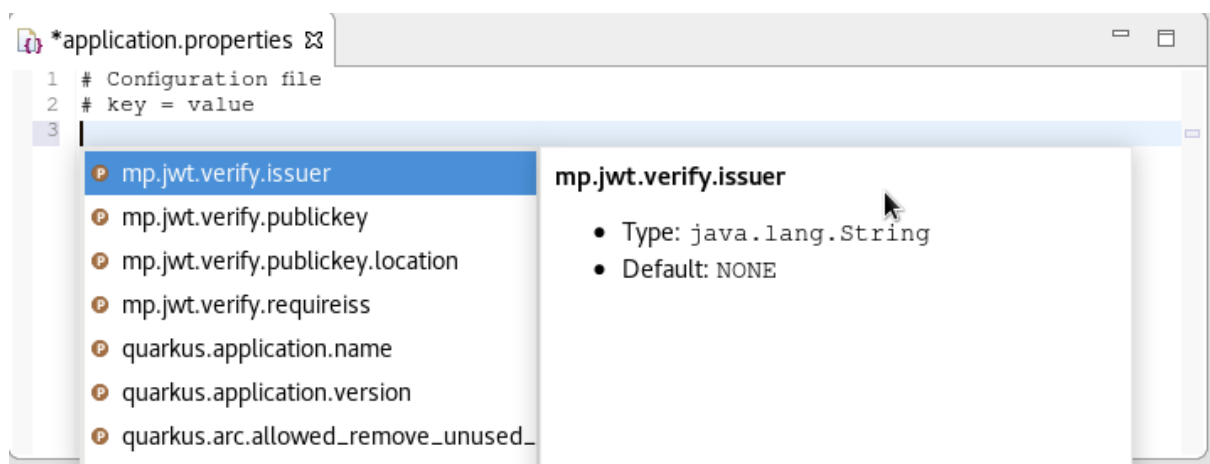 *application.properties
1 # Configuration file
2 # key = value
3
mp.jwt.verify.issuer
mp.jwt.verify.publickey
mp.jwt.verify.publickey.location
mp.jwt.verify.requireiss
quarkus.application.name
quarkus.application.version
quarkus.arc.allowed_remove_unused_
mp.jwt.verify.issuer
• Type: java.lang.String
• Default: NONE